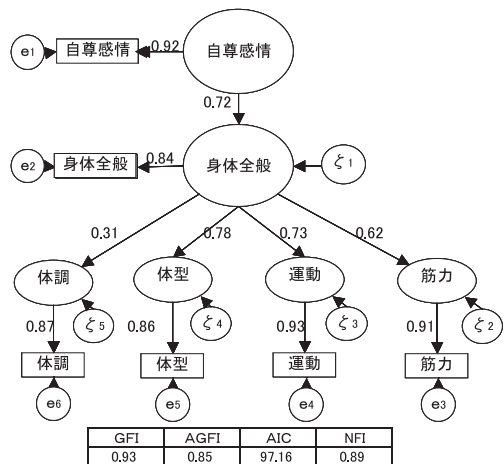 e1 自尊感情 0.92 自尊感情
0.72
e2 身体全般 0.84 身体全般 ζ1
0.31 0.78 0.73 0.62
体調 体型 運動 筋力
0.87 ζ5 0.86 ζ4 0.93 ζ3 0.91 ζ2
体調 体型 運動 筋力
e6 e5 e4 e3
GFI AGFI AIC NFI
0.93 0.85 97.16 0.89